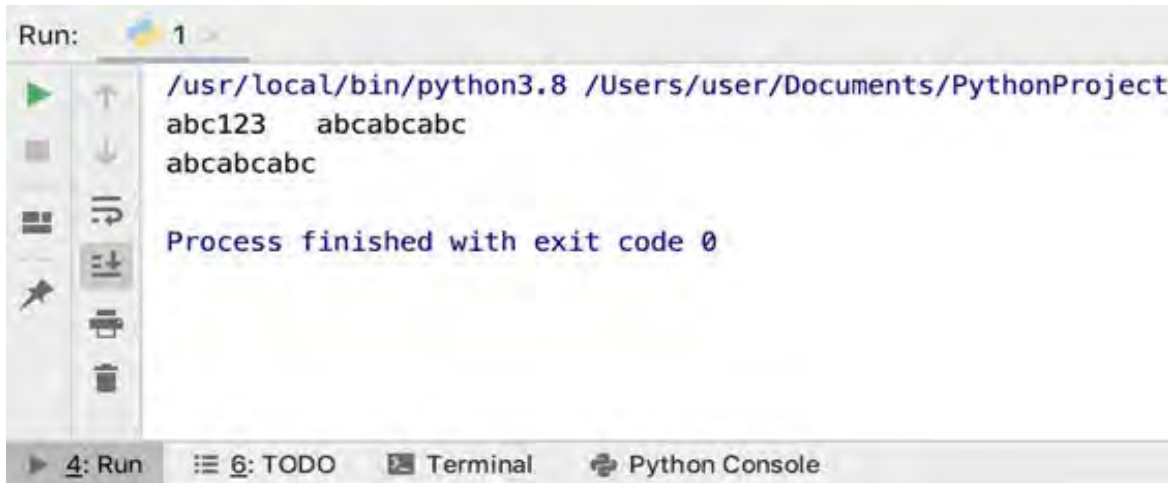 Run: 1
/usr/local/bin/python3.8 /Users/user/Documents/PythonProject
abc123   abcabcabc
abcabcabc
Process finished with exit code 0
4: Run 6: TODO Terminal Python Console